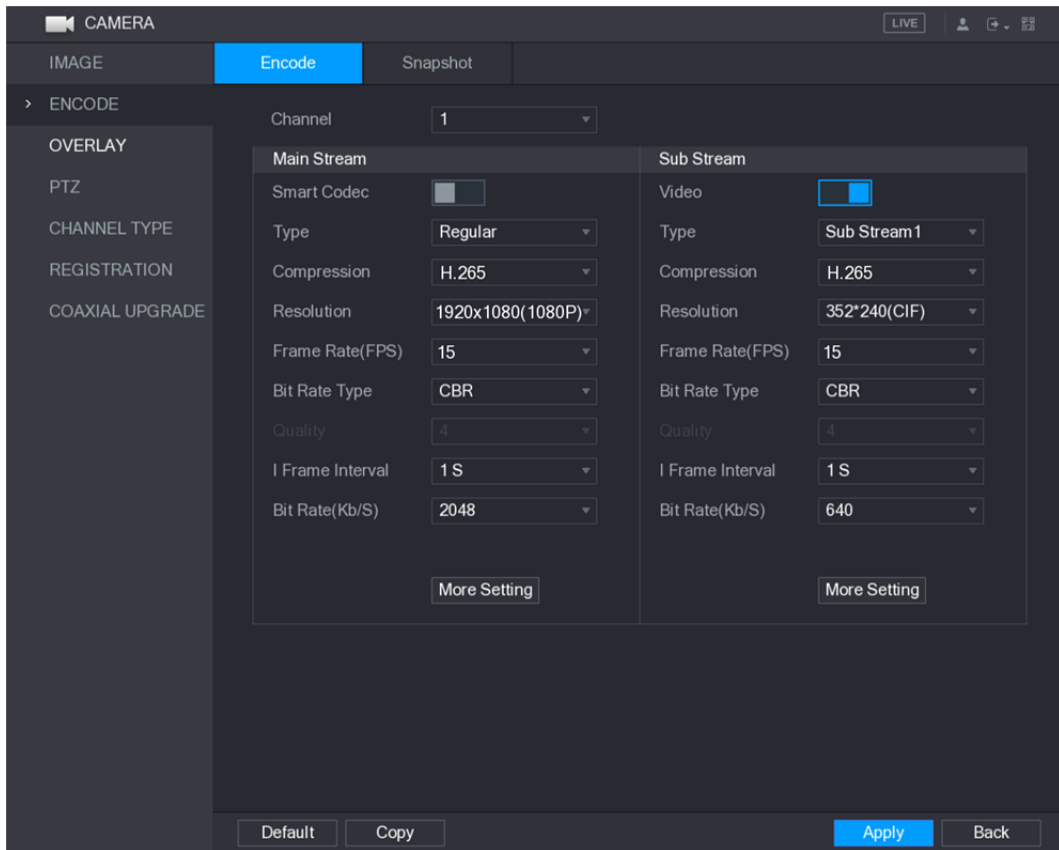 CAMERA LIVE
IMAGE
ENCODE
OVERLAY
PTZ
CHANNEL TYPE
REGISTRATION
COAXIAL UPGRADE
Encode Snapshot
Channel 1
Main Stream Sub Stream
Smart Codec Video
Type Regular Type Sub Stream1
Compression H.265 Compression H.265
Resolution 1920x1080(1080P) Resolution 352*240(CIF)
Frame Rate(FPS) 15 Frame Rate(FPS) 15
Bit Rate Type CBR Bit Rate Type CBR
Quality 4 Quality 4
I Frame Interval 1 S I Frame Interval 1 S
Bit Rate(Kb/S) 2048 Bit Rate(Kb/S) 640
More Setting More Setting
Default Copy Apply Back